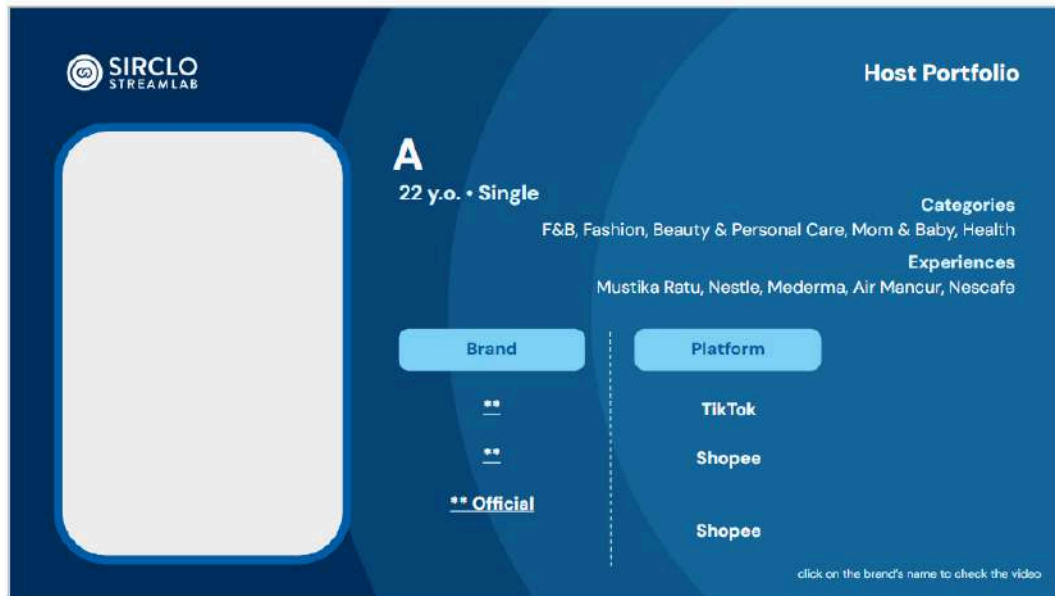 SIRCLO
STREAMLAB
Host Portfolio
A
22 y.o. • Single
Categories
F&B, Fashion, Beauty & Personal Care, Mom & Baby, Health
Experiences
Mustika Ratu, Nestle, Mederma, Air Mancur, Nescafe
Brand
Platform
**
TikTok
**
Shopee
** Official
Shopee
click on the brand's name to check the video